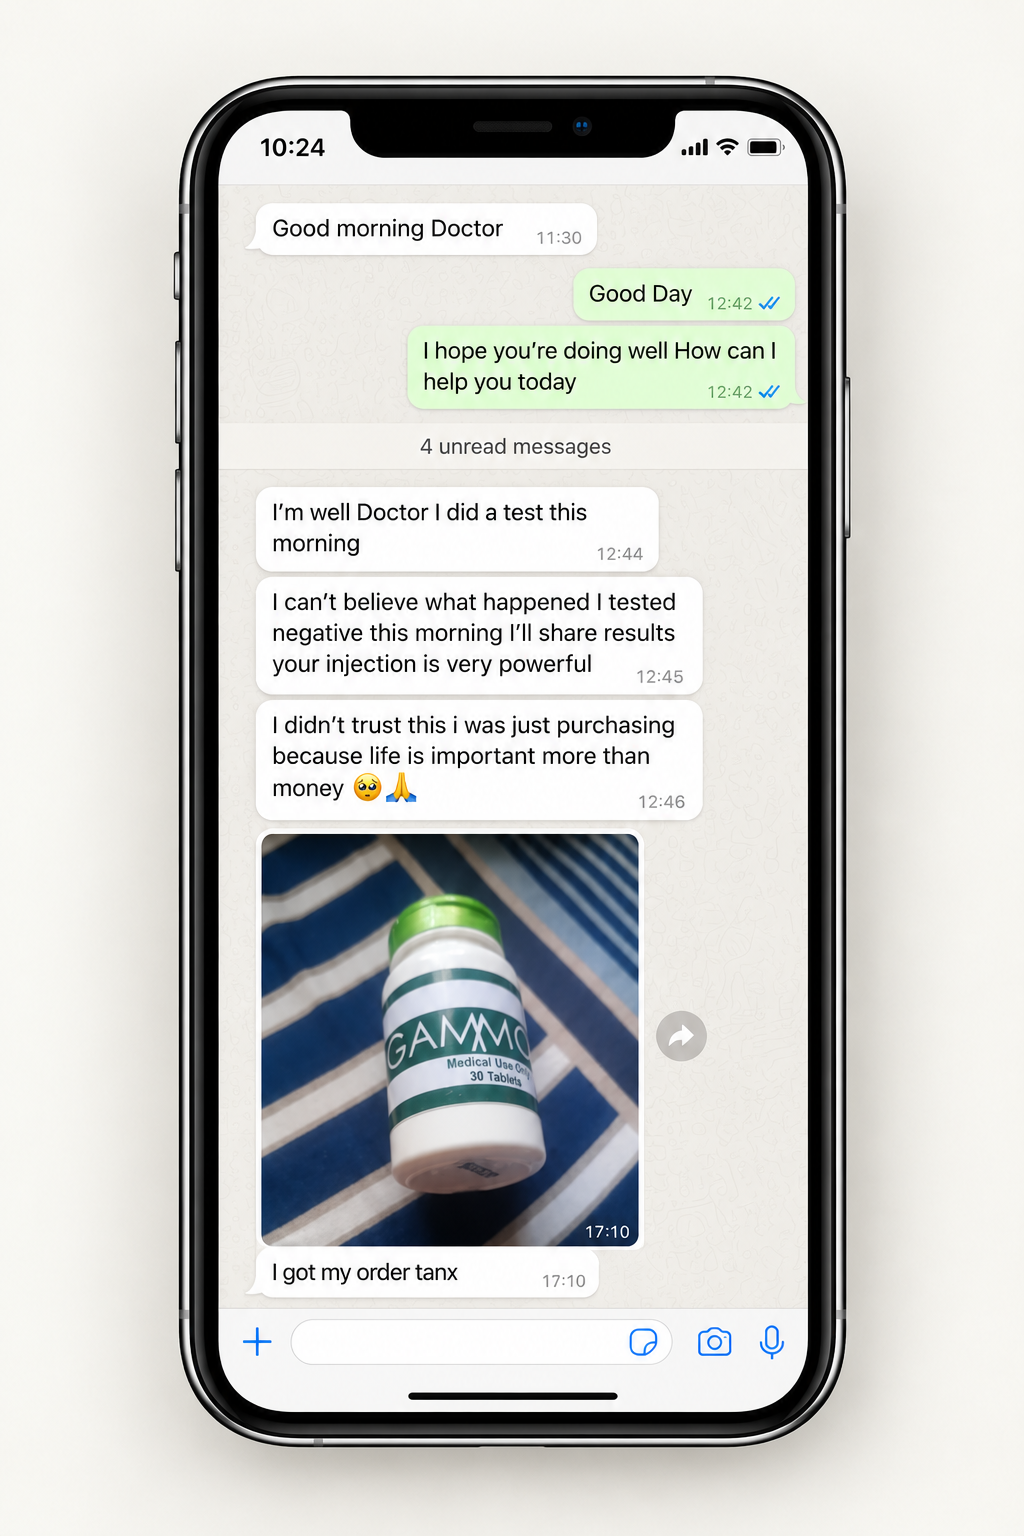 10:24
Good morning Doctor
11:30
Good Day
12:42
I hope you’re doing well How can I
help you today
12:42
4 unread messages
I’m well Doctor I did a test this
morning
12:44
I can’t believe what happened I tested
negative this morning I’ll share results
your injection is very powerful
12:45
I didn’t trust this i was just purchasing
because life is important more than
money 🥺🙏
12:46
GAMMO
Medical Use Only
30 Tablets
17:10
I got my order tanx
17:10